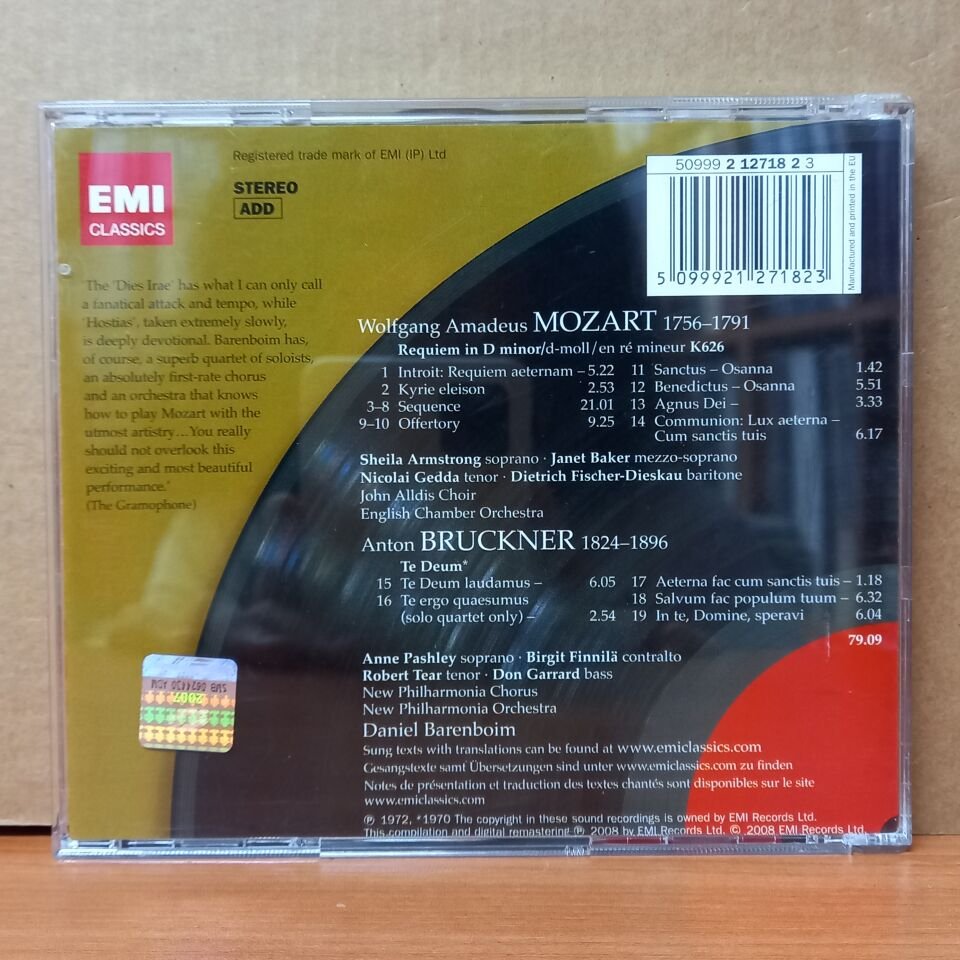 EMI
CLASSICS
Registered trade mark of EMI (IP) Ltd
STEREO
ADD
50999 2 12718 2 3
5 099921 271823
Manufactured and printed in the EU
The 'Dies Irae' has what I can only call
a fanatical attack and tempo, while
'Hostias', taken extremely slowly,
is deeply devotional. Barenboim has,
of course, a superb quartet of soloists,
an absolutely first-rate chorus
and an orchestra that knows
how to play Mozart with the
utmost artistry…You really
should not overlook this
exciting and most beautiful
performance.'
(The Gramophone)
Wolfgang Amadeus MOZART 1756–1791
Requiem in D minor/d-moll/en ré mineur K626
1 Introit: Requiem aeternam – 5.22
2 Kyrie eleison 2.53
3–8 Sequence 21.01
9–10 Offertory 9.25
11 Sanctus – Osanna 1.42
12 Benedictus – Osanna 5.51
13 Agnus Dei – 3.33
14 Communion: Lux aeterna –
Cum sanctis tuis 6.17
Sheila Armstrong soprano · Janet Baker mezzo-soprano
Nicolai Gedda tenor · Dietrich Fischer-Dieskau baritone
John Alldis Choir
English Chamber Orchestra
Anton BRUCKNER 1824–1896
Te Deum*
15 Te Deum laudamus – 6.05
16 Te ergo quaesumus
(solo quartet only) – 2.54
17 Aeterna fac cum sanctis tuis – 1.18
18 Salvum fac populum tuum – 6.32
19 In te, Domine, speravi 6.04
79.09
Anne Pashley soprano · Birgit Finnilä contralto
Robert Tear tenor · Don Garrard bass
New Philharmonia Chorus
New Philharmonia Orchestra
Daniel Barenboim
Sung texts with translations can be found at www.emiclassics.com
Gesangstexte samt Übersetzungen sind unter www.emiclassics.com zu finden
Notes de présentation et traduction des textes chantés sont disponibles sur le site
www.emiclassics.com
℗ 1972, *1970 The copyright in these sound recordings is owned by EMI Records Ltd.
This compilation and digital remastering ℗ 2008 by EMI Records Ltd. © 2008 EMI Records Ltd.